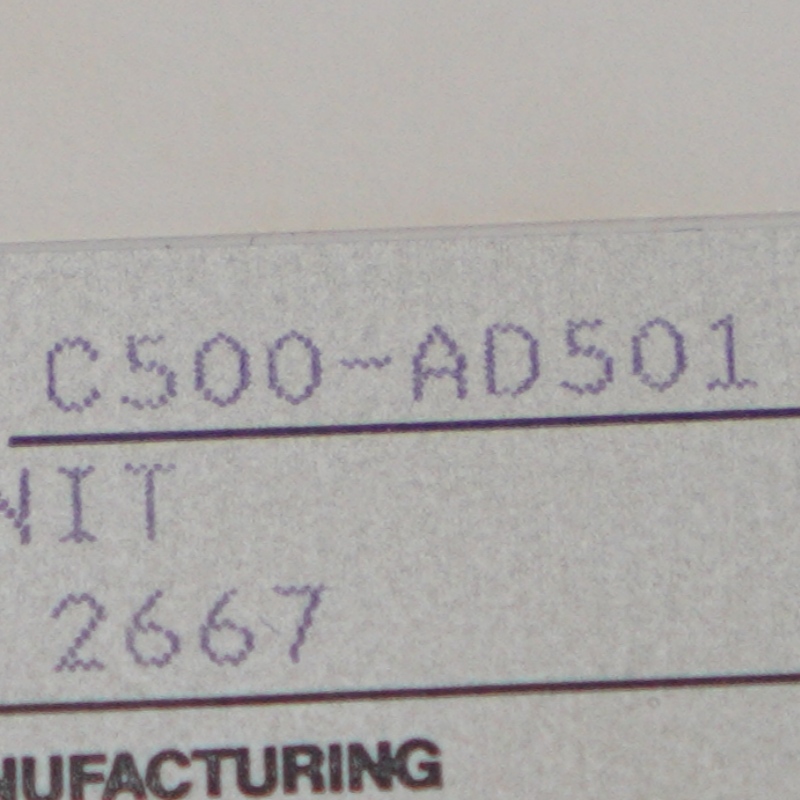 C500-AD501
NIT
2667
NUFACTURING